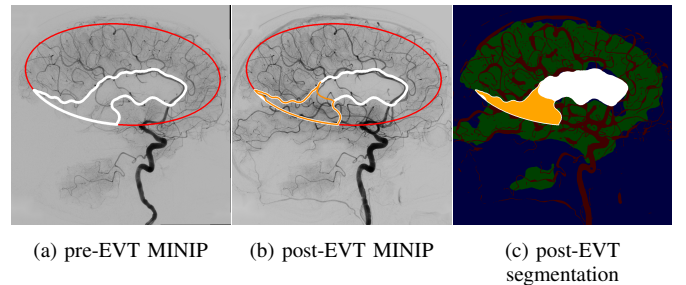 (a) pre-EVT MINIP
(b) post-EVT MINIP
(c) post-EVT
segmentation